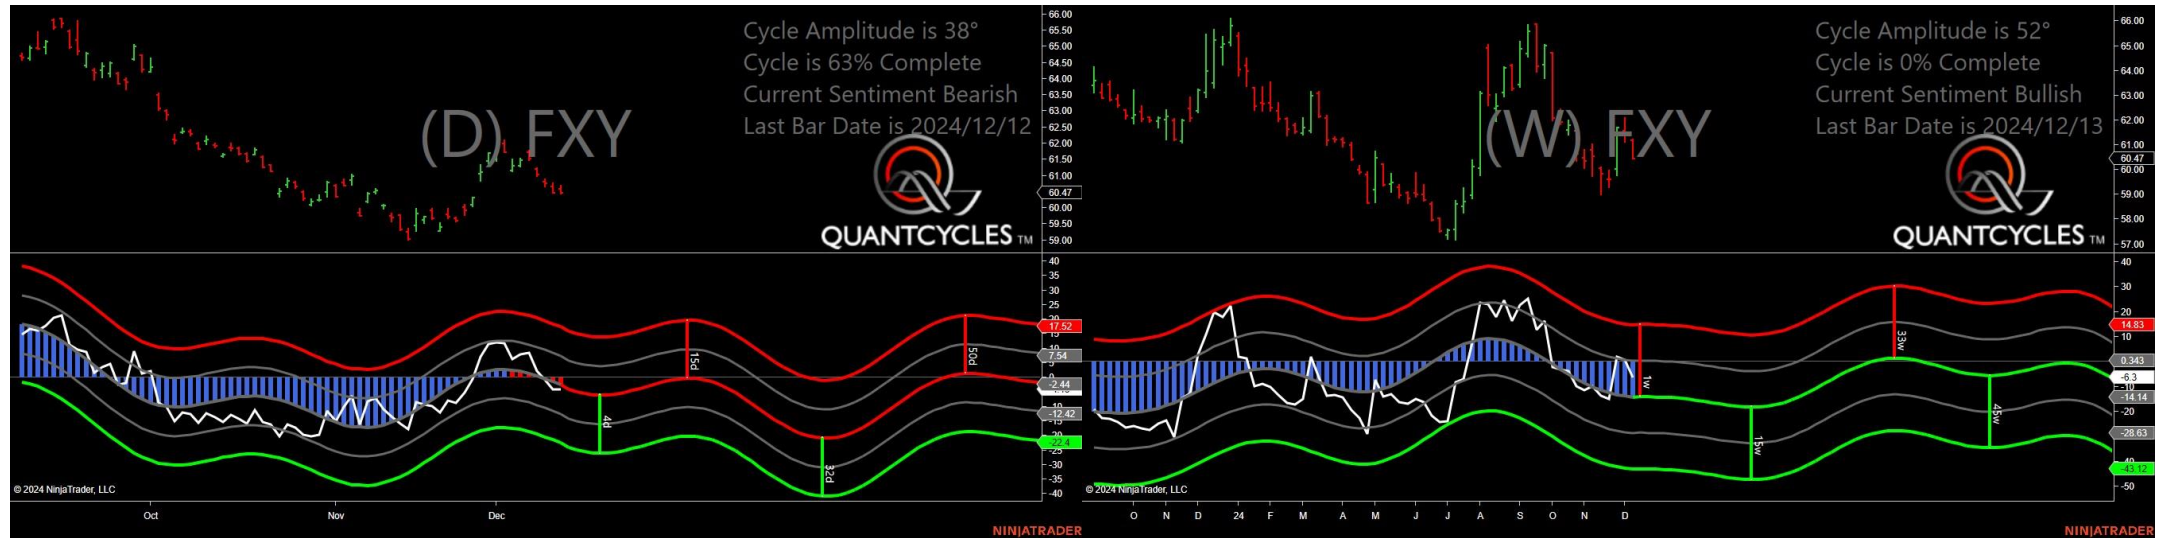 Cycle Amplitude is 38°
Cycle is 63% Complete
Current Sentiment Bearish
Last Bar Date is 2024/12/12
(D) FXY
QUANTCYCLES TM
66.00
65.50
65.00
64.50
64.00
63.50
63.00
62.50
62.00
61.50
61.00
60.47
60.00
59.50
59.00
40
35
30
25
20
17.52
10
7.54
0
-2.44
-10
-12.42
-15
-22.4
-25
-30
-35
-40
4d
15d
32d
50d
© 2024 NinjaTrader, LLC
Oct Nov Dec
NINJATRADER
Cycle Amplitude is 52°
Cycle is 0% Complete
Current Sentiment Bullish
Last Bar Date is 2024/12/13
(W) FXY
QUANTCYCLES TM
66.00
65.00
64.00
63.00
62.00
61.00
60.47
60.00
59.00
58.00
57.00
40
30
20
14.83
10
0.343
-6.3
-10
-14.14
-20
-28.63
-40
-43.12
-50
1w
15w
33w
45w
© 2024 NinjaTrader, LLC
O N D 24 F M A M J J A S O N D
NINJATRADER